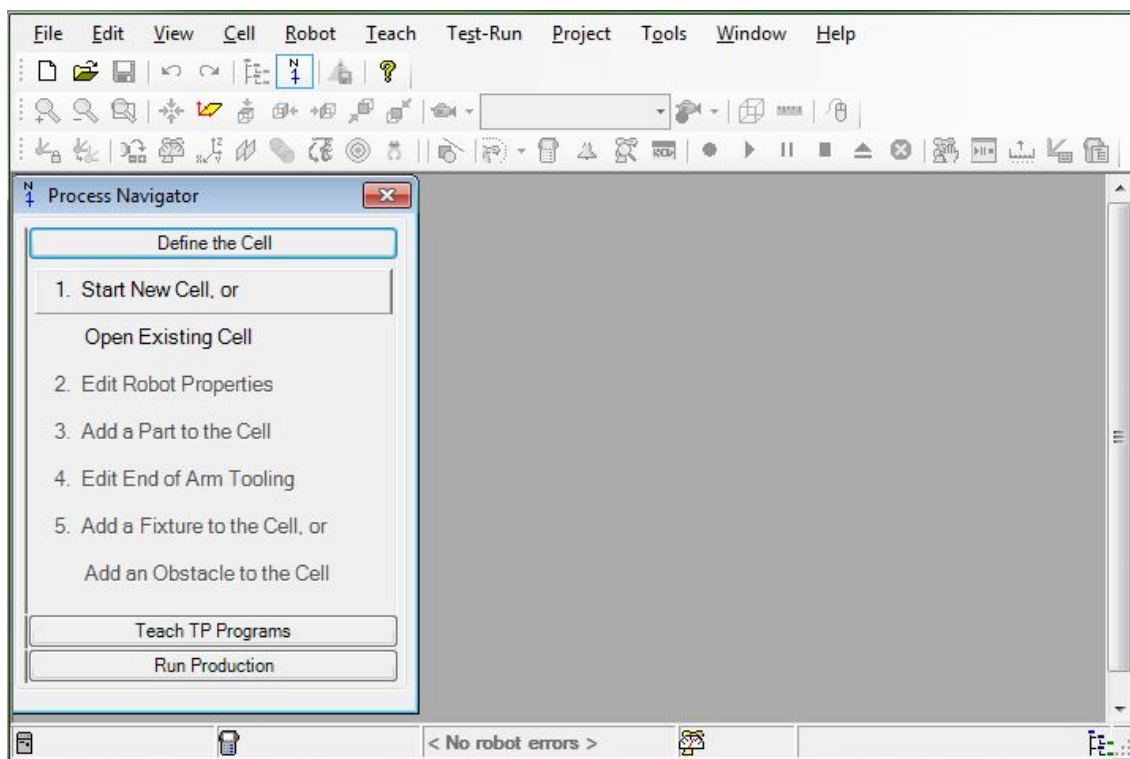 File Edit View Cell Robot Teach Test-Run Project Tools Window Help
N
N Process Navigator
Define the Cell
1. Start New Cell, or
Open Existing Cell
2. Edit Robot Properties
3. Add a Part to the Cell
4. Edit End of Arm Tooling
5. Add a Fixture to the Cell, or
Add an Obstacle to the Cell
Teach TP Programs
Run Production
< No robot errors >